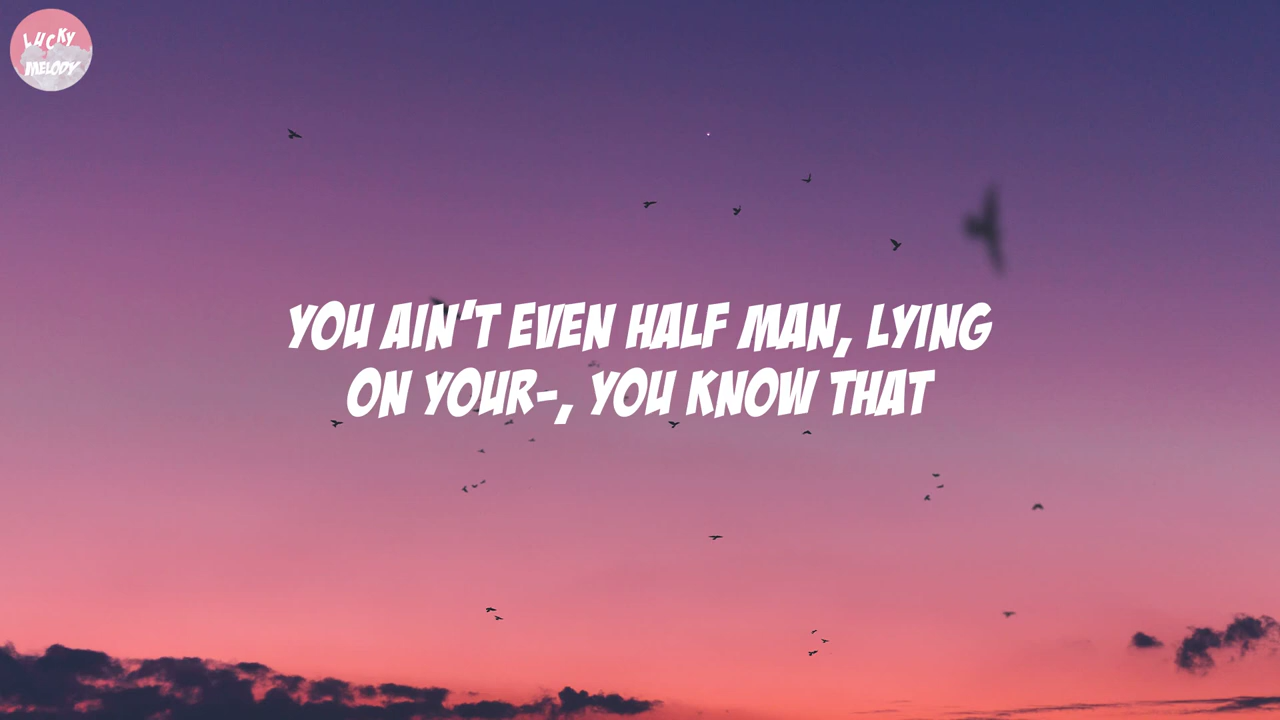 LUCKY
MELODY
YOU AIN'T EVEN HALF MAN, LYING
ON YOUR-, YOU KNOW THAT